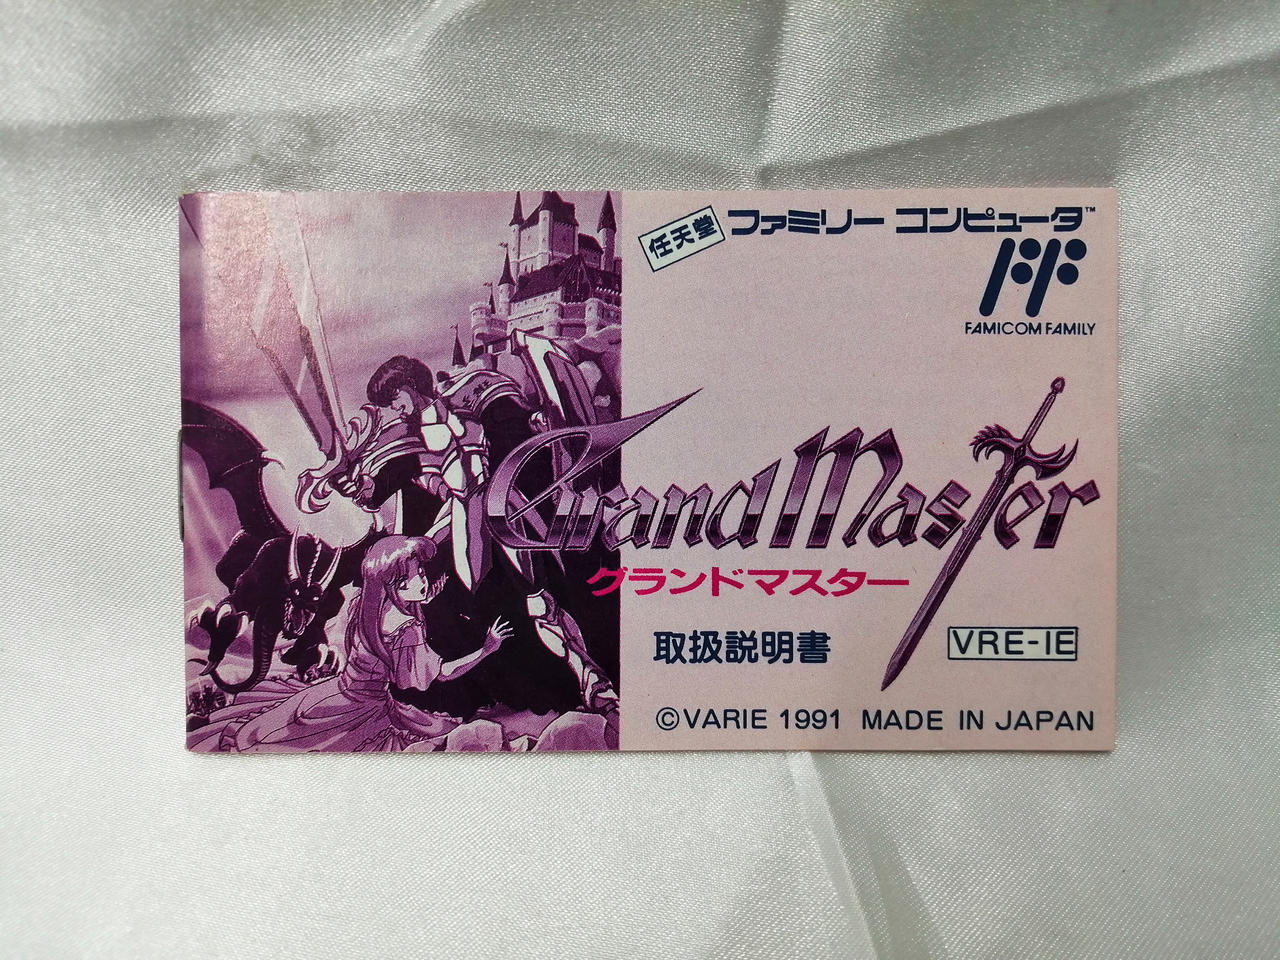 任天堂 ファミリー コンピュータ™
FAMICOM FAMILY
Grand Master
グランドマスター
取扱説明書
VRE-IE
©VARIE 1991 MADE IN JAPAN